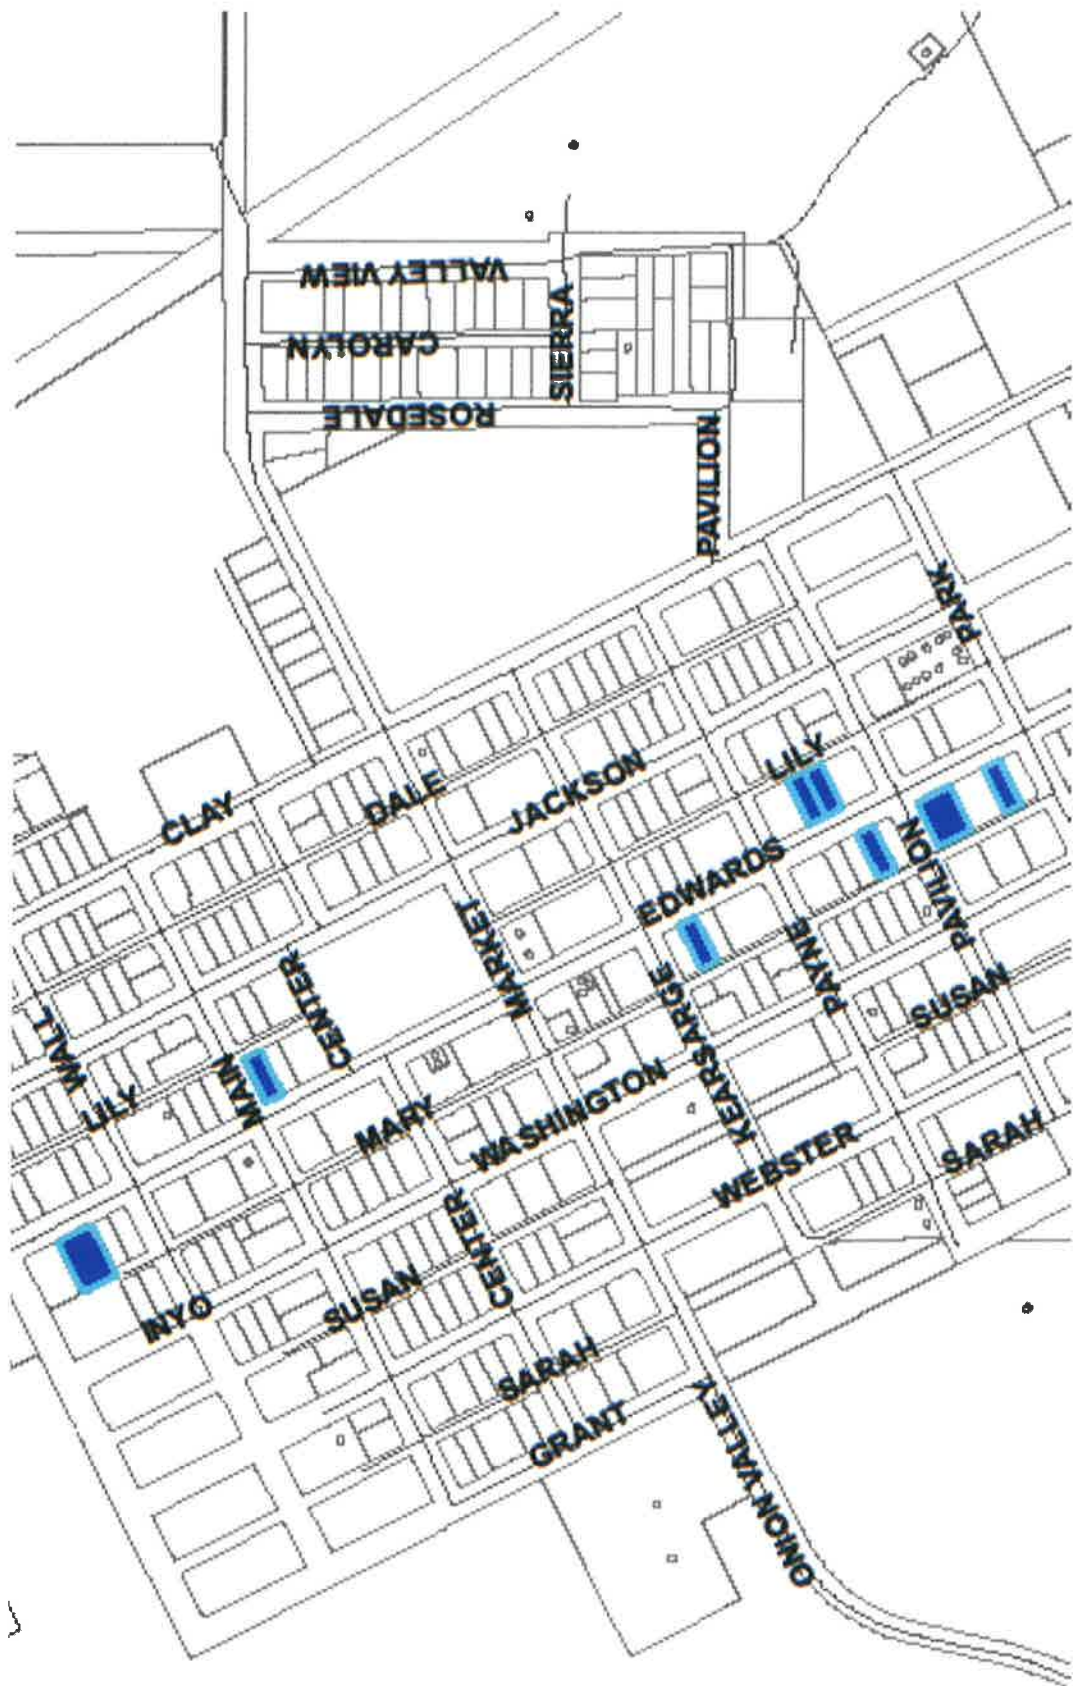 VALLEY VIEW
SIERRA
CAROLYN
ROSEDALE
PAVILION
PARK
LILY
CLAY
DALE
JACKSON
EDWARDS
PAVILION
MARKET
PAYNE
CENTER
KEARSARGE
SUSAN
WALL
LILY
MAIN
MARY
WASHINGTON
WEBSTER
SARAH
CENTER
INYO
SUSAN
SARAH
GRANT
ONION VALLEY